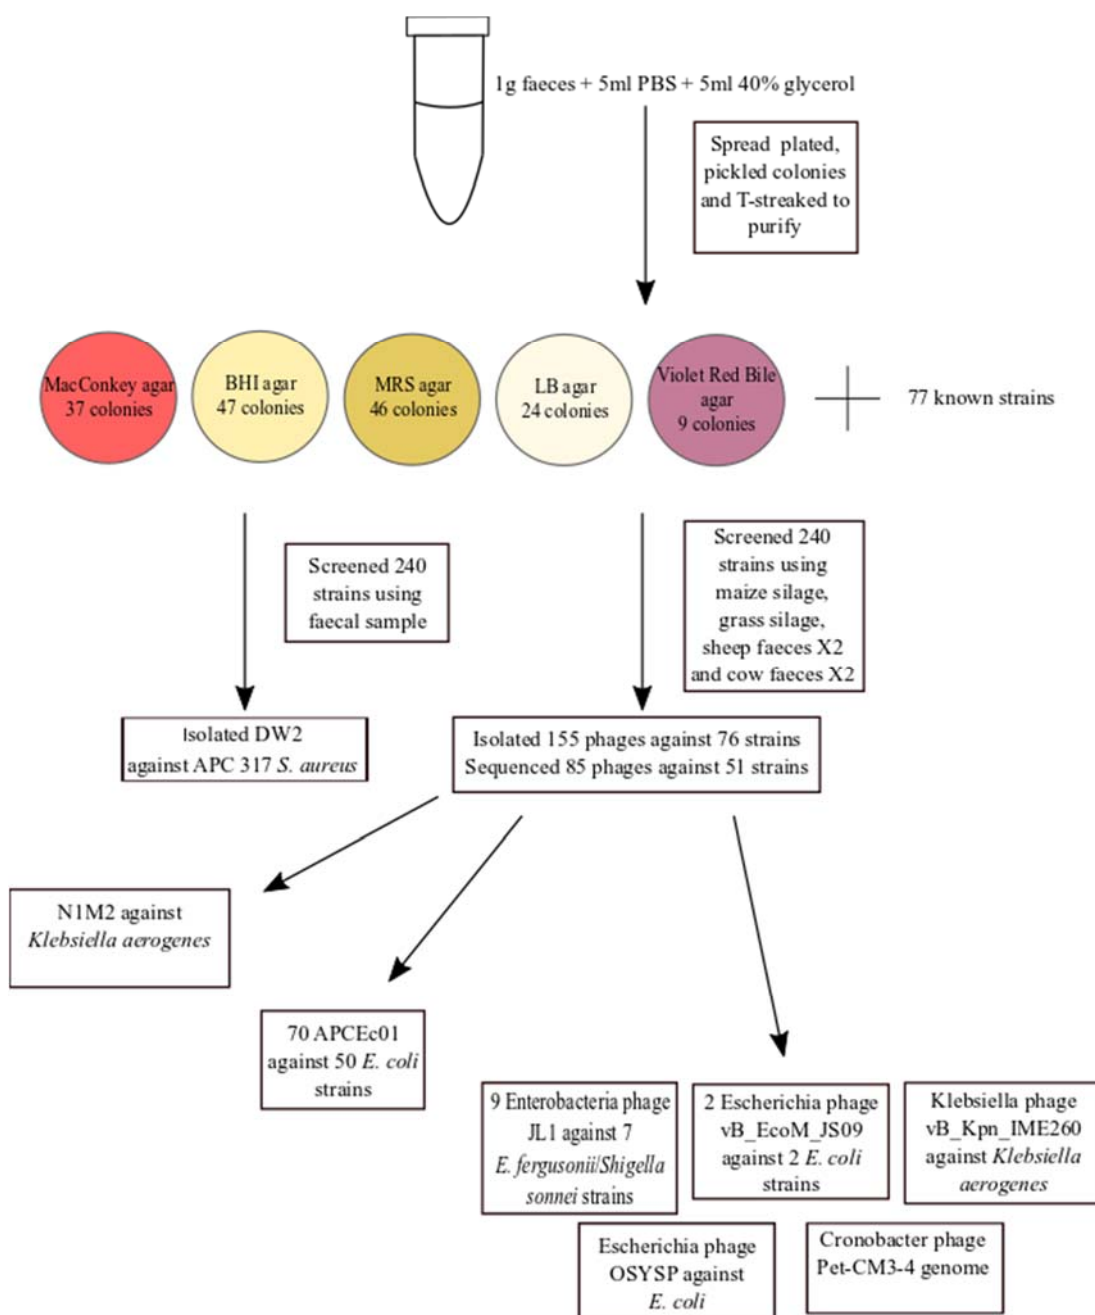 1g faeces + 5ml PBS + 5ml 40% glycerol
Spread plated,
pickled colonies
and T-streaked to
purify
MacConkey agar
37 colonies
BHI agar
47 colonies
MRS agar
46 colonies
LB agar
24 colonies
Violet Red Bile
agar
9 colonies
77 known strains
Screened 240
strains using
faecal sample
Screened 240
strains using
maize silage,
grass silage,
sheep faeces X2
and cow faeces X2
Isolated DW2
against APC 317 S. aureus
Isolated 155 phages against 76 strains
Sequenced 85 phages against 51 strains
N1M2 against
Klebsiella aerogenes
70 APCEc01
against 50 E. coli
strains
9 Enterobacteria phage
JL1 against 7
E. fergusonii/Shigella
sonnei strains
2 Escherichia phage
vB_EcoM_JS09
against 2 E. coli
strains
Klebsiella phage
vB_Kpn_IME260
against Klebsiella
aerogenes
Escherichia phage
OSYSP against
E. coli
Cronobacter phage
Pet-CM3-4 genome